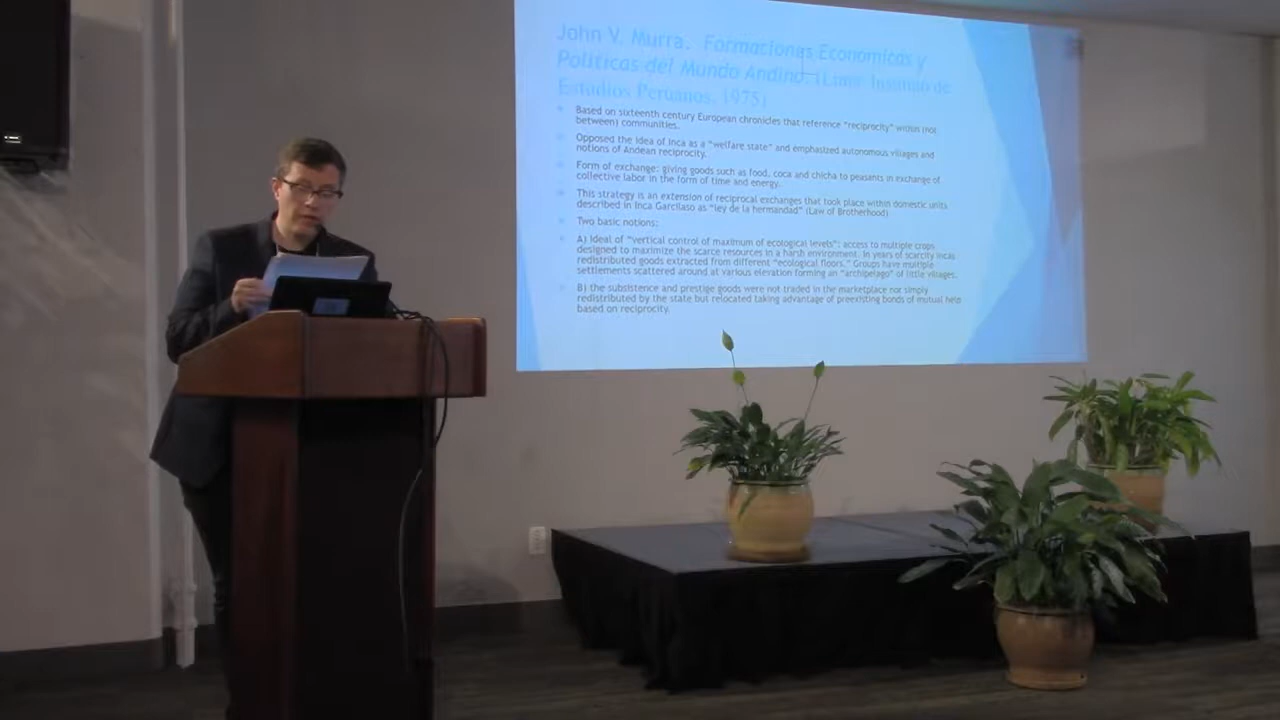 John V. Murra. Formaciones Economicas y
Politicas del Mundo Andino. (Lima: Instituto de
Estudios Peruanos, 1975)
Based on sixteenth century European chronicles that reference "reciprocity" within (not
between) communities.
Opposed the idea of Inca as a "welfare state" and emphasized autonomous villages and
notions of Andean reciprocity.
Form of exchange: giving goods such as food, coca and chicha to peasants in exchange of
collective labor in the form of time and energy.
This strategy is an extension of reciprocal exchanges that took place within domestic units
described in Inca Garcilaso as "ley de la hermandad" (Law of Brotherhood)
Two basic notions:
A) Ideal of "vertical control of maximum of ecological levels": access to multiple crops
designed to maximize the scarce resources in a harsh environment. In years of scarcity Incas
redistributed goods extracted from different "ecological floors." Groups have multiple
settlements scattered around at various elevation forming an "archipelago" of little villages.
B) the subsistence and prestige goods were not traded in the marketplace nor simply
redistributed by the state but relocated taking advantage of preexisting bonds of mutual help
based on reciprocity.